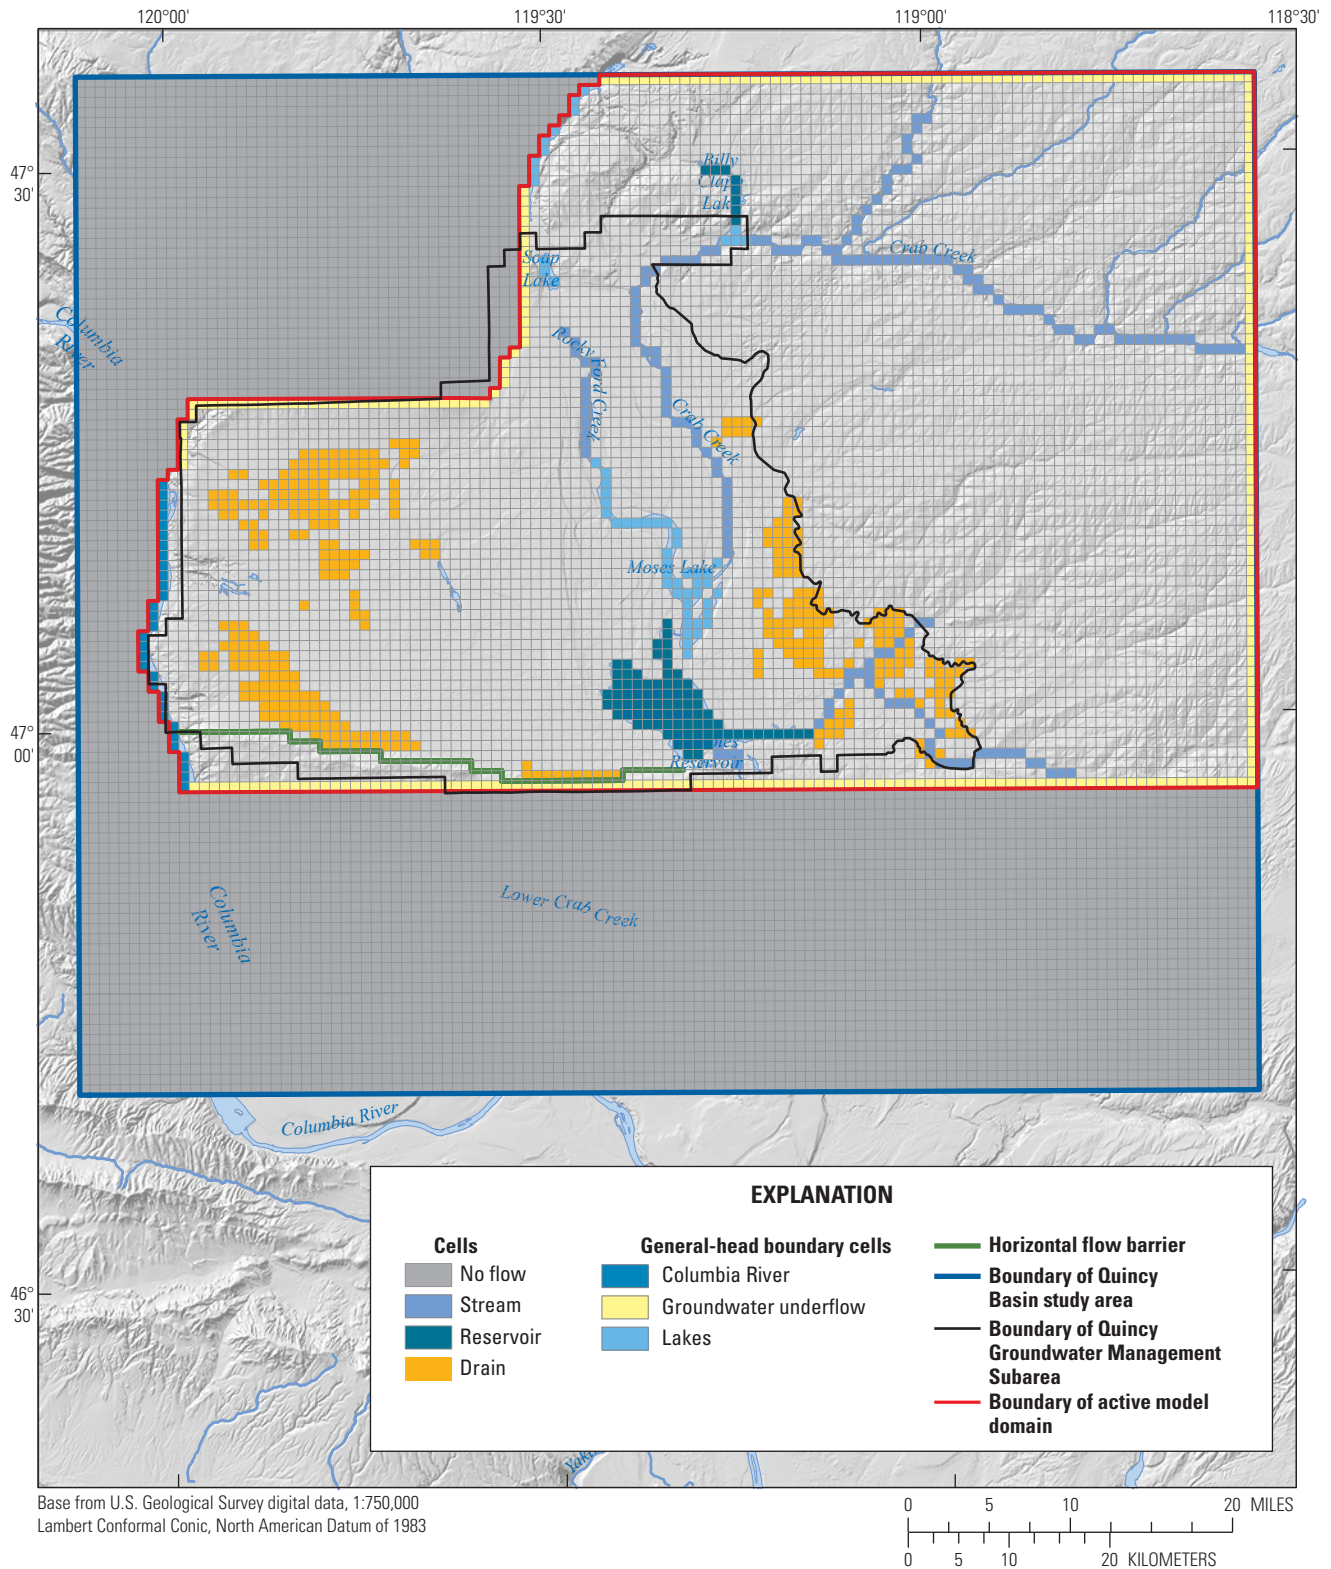 120°00'
119°30'
119°00'
118°30'
47°
30'
Billy
Clapp
Lake
Crab Creek
Soap
Lake
Columbia
River
Rocky Ford Creek
Crab Creek
Moses Lake
47°
00'
Reservoir
Columbia
River
Lower Crab Creek
Columbia River
EXPLANATION
Cells
No flow
Stream
Reservoir
Drain
General-head boundary cells
Columbia River
Groundwater underflow
Lakes
Horizontal flow barrier
Boundary of Quincy
Basin study area
Boundary of Quincy
Groundwater Management
Subarea
Boundary of active model
domain
46°
30'
Base from U.S. Geological Survey digital data, 1:750,000
Lambert Conformal Conic, North American Datum of 1983
0 5 10 20 MILES
0 5 10 20 KILOMETERS